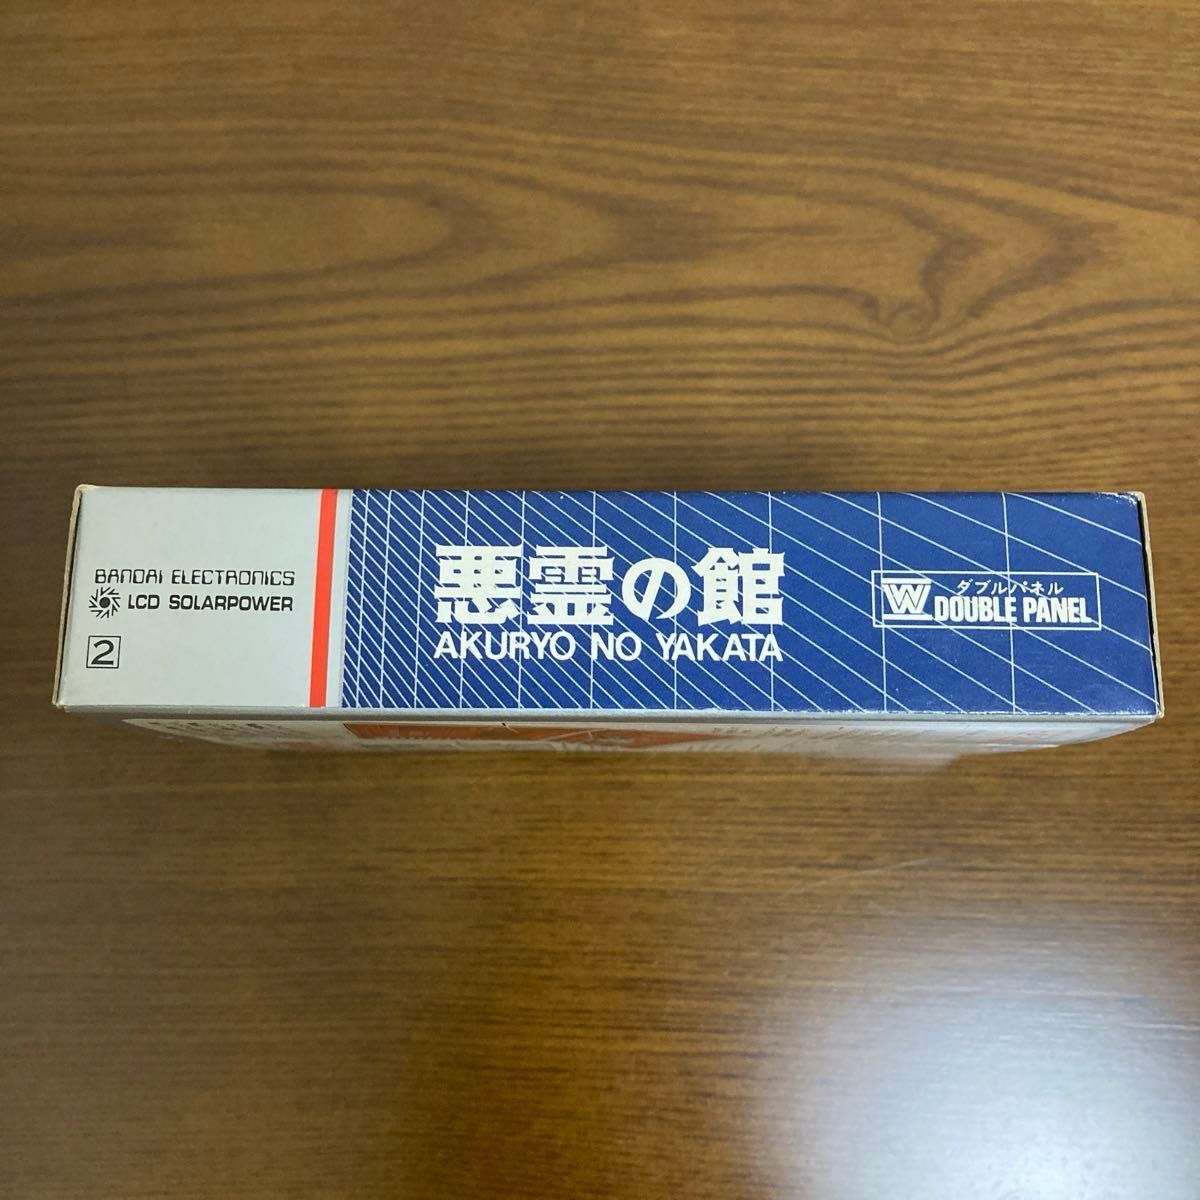 BANDAI ELECTRONICS
LCD SOLARPOWER
2
悪霊の館
AKURYO NO YAKATA
ダブルパネル
W DOUBLE PANEL